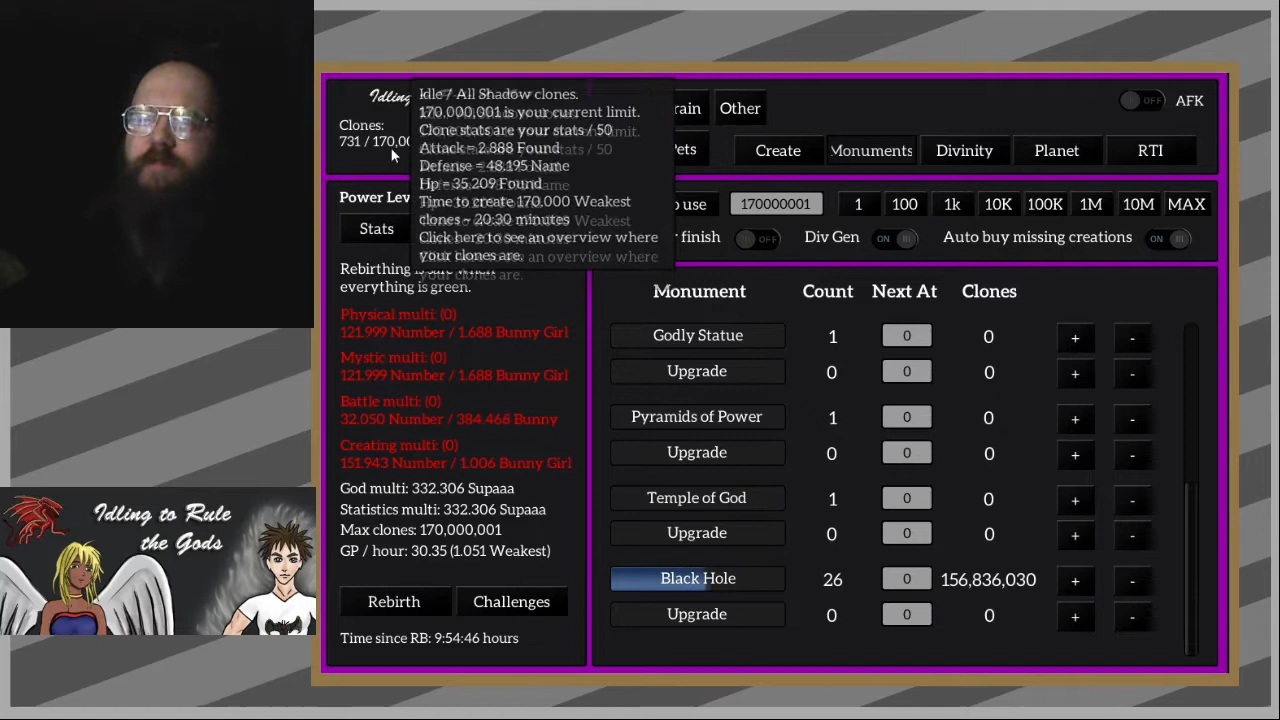 Idling
Clones:
731 / 170,00
Idle / All Shadow clones.
170,000,001 is your current limit.
Clone stats are your stats / 50
Attack = 2.888 Found
Defense = 48.195 Name
Hp = 35.209 Found
Time to create 170,000 Weakest
clones ~ 20:30 minutes
Click here to see an overview where
your clones are.
rain
Other
OFF
AFK
Pets
Create
Monuments
Divinity
Planet
RTI
Power Lev
Stats
use
170000001
1
100
1k
10K
100K
1M
10M
MAX
finish
OFF
Div Gen
ON
Auto buy missing creations
ON
Rebirthing is safe when
everything is green.
Physical multi: (0)
121.999 Number / 1.688 Bunny Girl
Mystic multi: (0)
121.999 Number / 1.688 Bunny Girl
Battle multi: (0)
32.050 Number / 384.468 Bunny
Creating multi: (0)
151.943 Number / 1.006 Bunny Girl
God multi: 332.306 Supaaa
Statistics multi: 332.306 Supaaa
Max clones: 170,000,001
GP / hour: 30.35 (1.051 Weakest)
Rebirth
Challenges
Time since RB: 9:54:46 hours
Monument Count Next At Clones
Godly Statue 1 0 0 + -
Upgrade 0 0 0 + -
Pyramids of Power 1 0 0 + -
Upgrade 0 0 0 + -
Temple of God 1 0 0 + -
Upgrade 0 0 0 + -
Black Hole 26 0 156,836,030 + -
Upgrade 0 0 0 + -
Idling to Rule
the Gods